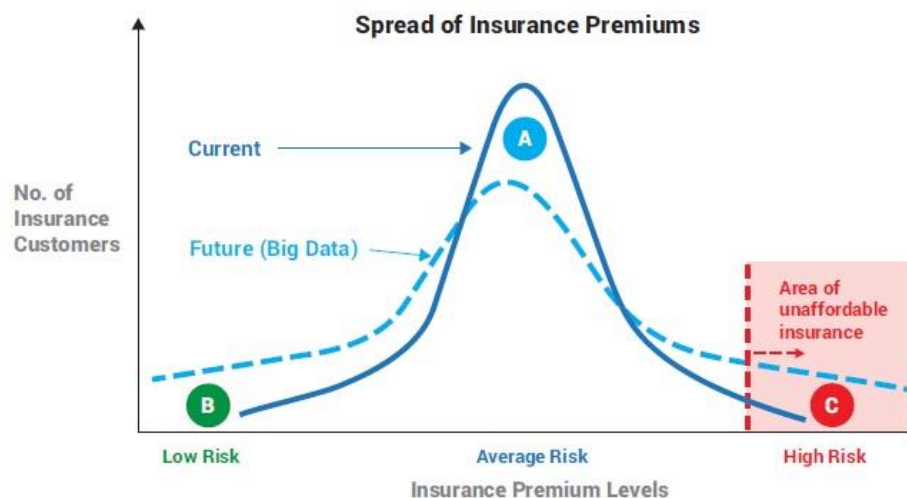 Spread of Insurance Premiums
Current
A
No. of
Insurance
Customers
Future (Big Data)
Area of
unaffordable
insurance
B
C
Low Risk
Average Risk
High Risk
Insurance Premium Levels